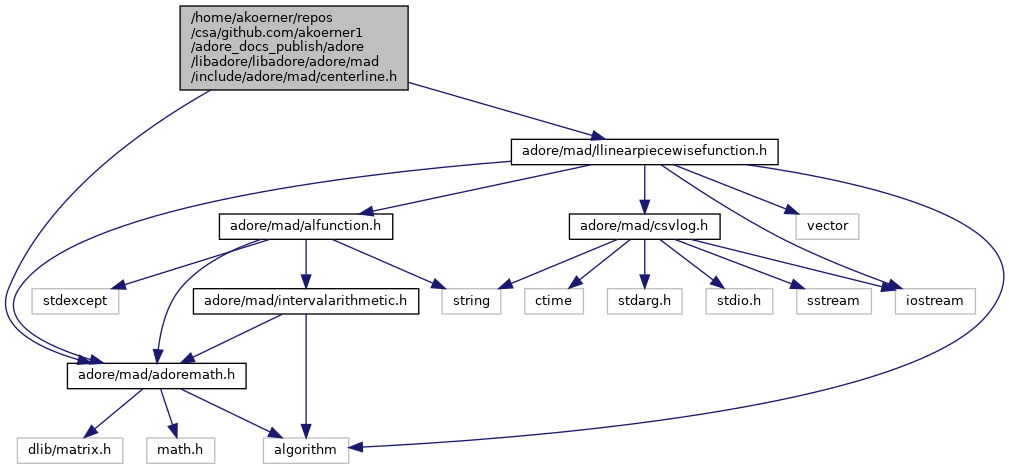 /home/akoerner/repos
/csa/github.com/akoerner1
/adore_docs_publish/adore
/libadore/libadore/adore/mad
/include/adore/mad/centerline.h
adore/mad/llinearpiecewisefunction.h
adore/mad/alfunction.h
adore/mad/csvlog.h
vector
stdexcept
adore/mad/intervalarithmetic.h
string
ctime
stdarg.h
stdio.h
sstream
iostream
adore/mad/adoremath.h
dlib/matrix.h
math.h
algorithm